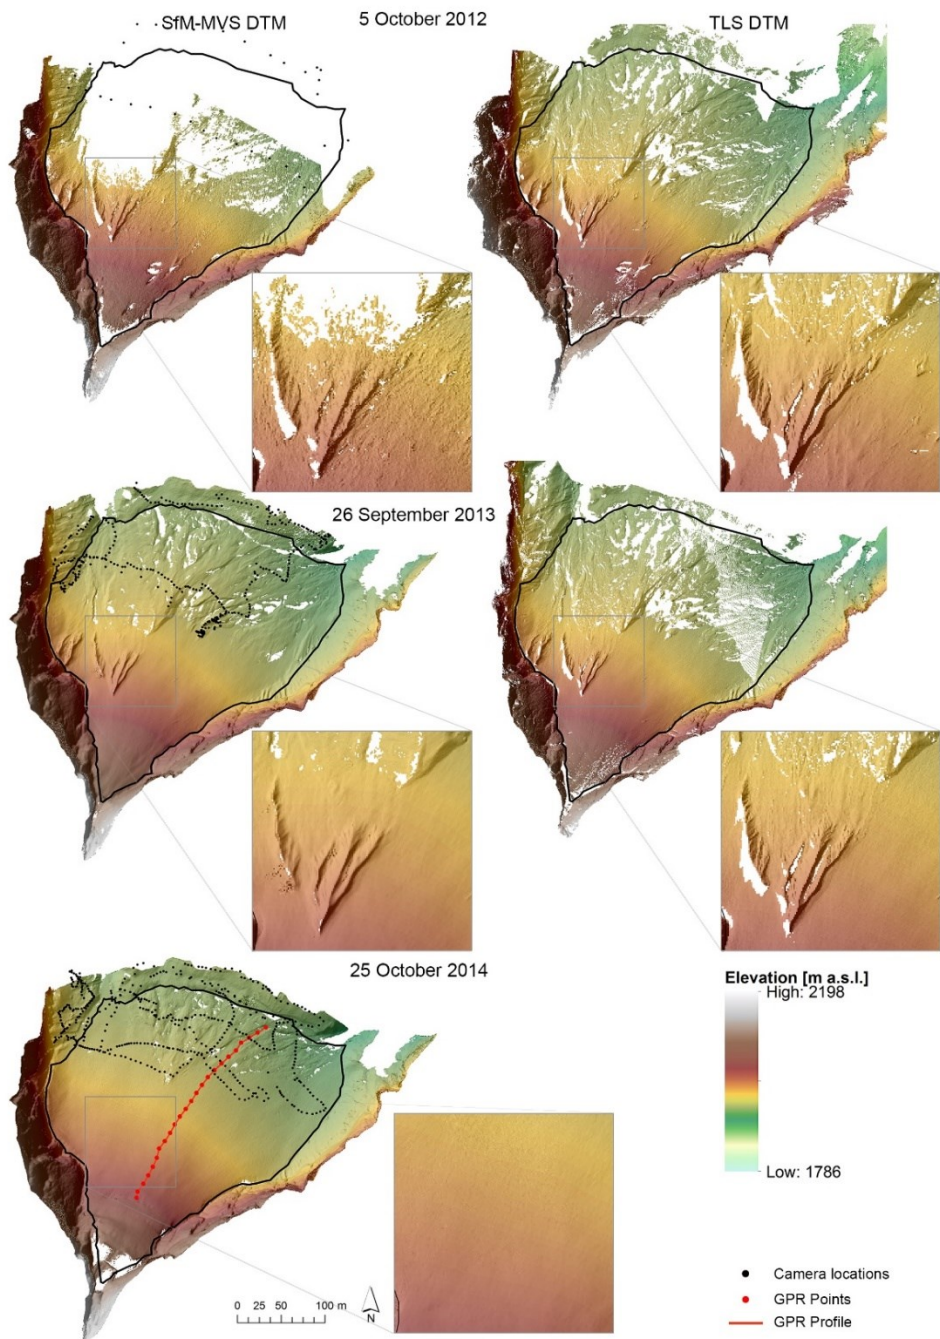 SfM-MVS DTM
5 October 2012
TLS DTM
26 September 2013
25 October 2014
Elevation [m a.s.l.]
High: 2198
Low: 1786
0 25 50 100 m
N
Camera locations
GPR Points
GPR Profile